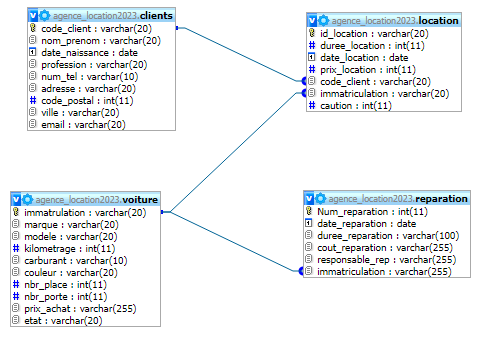 agence_location2023.clients
code_client : varchar(20)
nom_prenom : varchar(20)
date_naissance : date
profession : varchar(20)
num_tel : varchar(10)
adresse : varchar(20)
code_postal : int(11)
ville : varchar(20)
email : varchar(20)
agence_location2023.location
id_location : varchar(20)
duree_location : int(11)
date_location : date
prix_location : int(11)
code_client : varchar(20)
immatriculation : varchar(20)
caution : int(11)
agence_location2023.voiture
immatrulation : varchar(20)
marque : varchar(20)
modele : varchar(20)
kilometrage : int(11)
carburant : varchar(10)
couleur : varchar(20)
nbr_place : int(11)
nbr_porte : int(11)
prix_achat : varchar(255)
etat : varchar(20)
agence_location2023.reparation
Num_reparation : int(11)
date_reparation : date
duree_reparation : varchar(100)
cout_reparation : varchar(255)
responsable_rep : varchar(255)
immatriculation : varchar(255)